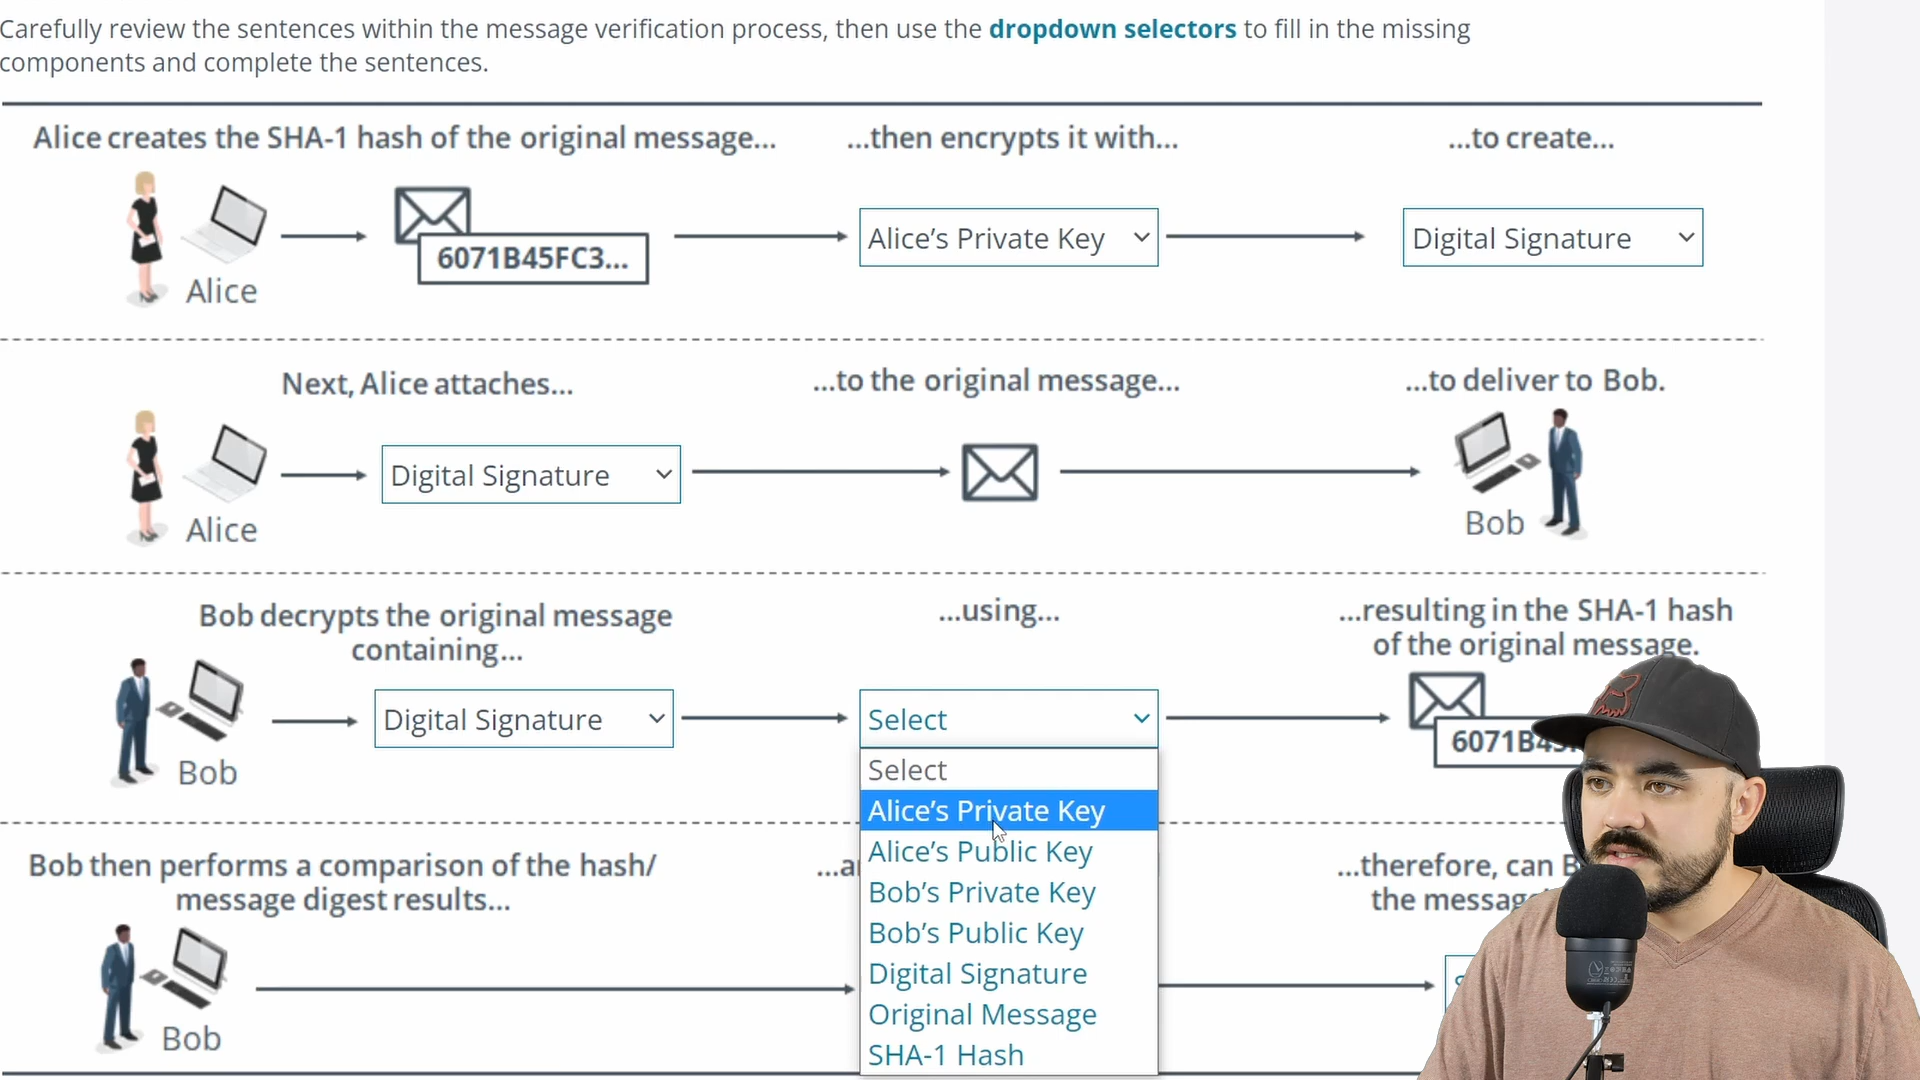 Carefully review the sentences within the message verification process, then use the dropdown selectors to fill in the missing
components and complete the sentences.
Alice creates the SHA-1 hash of the original message...
...then encrypts it with...
...to create...
6071B45FC3...
Alice's Private Key
Digital Signature
Alice
Next, Alice attaches...
...to the original message...
...to deliver to Bob.
Digital Signature
Alice
Bob
Bob decrypts the original message
containing...
...using...
...resulting in the SHA-1 hash
of the original message.
Digital Signature
Select
Bob
Select
Alice's Private Key
Alice's Public Key
Bob's Private Key
Bob's Public Key
Digital Signature
Original Message
SHA-1 Hash
Bob then performs a comparison of the hash/
message digest results...
...therefore, can
the
Bob